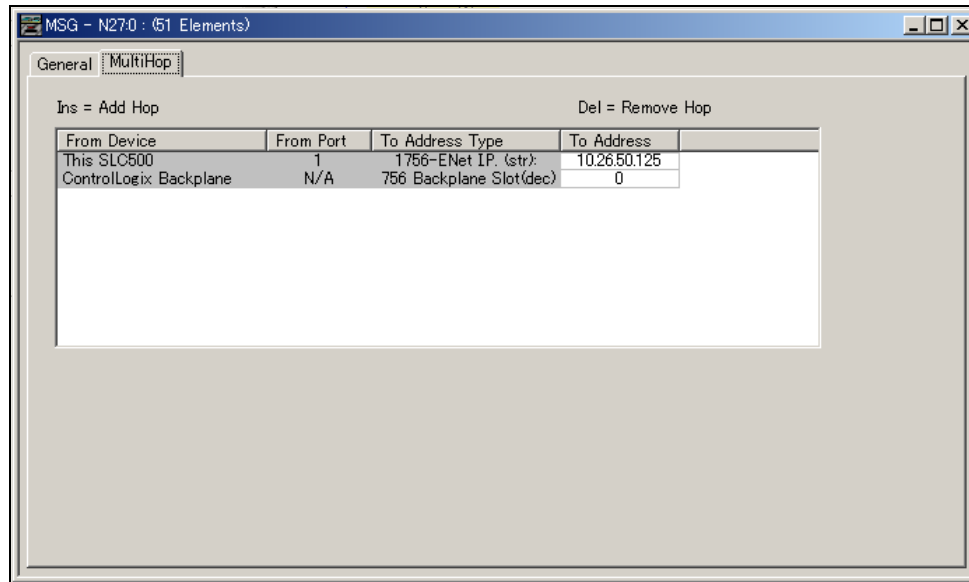 MSG - N27:0 : (51 Elements)
General MultiHop
Ins = Add Hop Del = Remove Hop
From Device From Port To Address Type To Address
This SLC500 1 1756-ENet IP. (str): 10.26.50.125
ControlLogix Backplane N/A 756 Backplane Slot(dec) 0